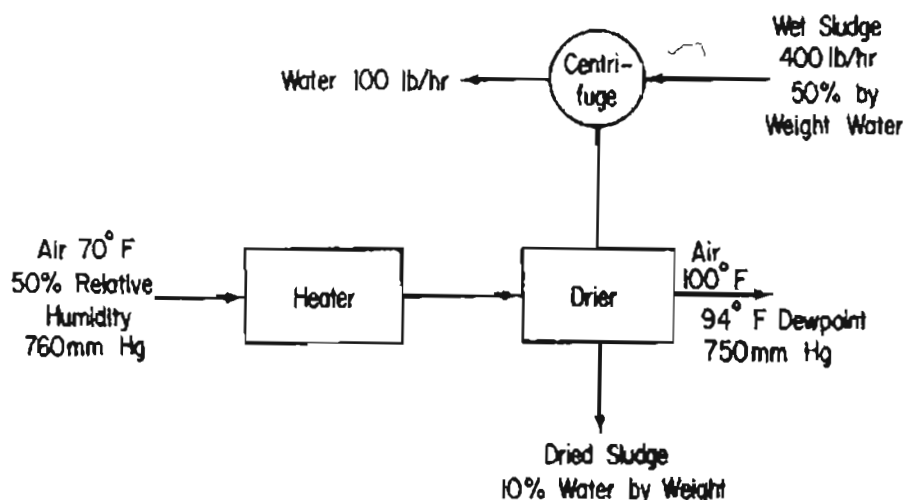 Wet Sludge
400 lb/hr
50% by
Weight Water
Centri-
fuge
Water 100 lb/hr
Air 70° F
50% Relative
Humidity
760mm Hg
Heater
Drier
Air
100° F
94° F Dewpoint
750mm Hg
Dried Sludge
10% Water by Weight